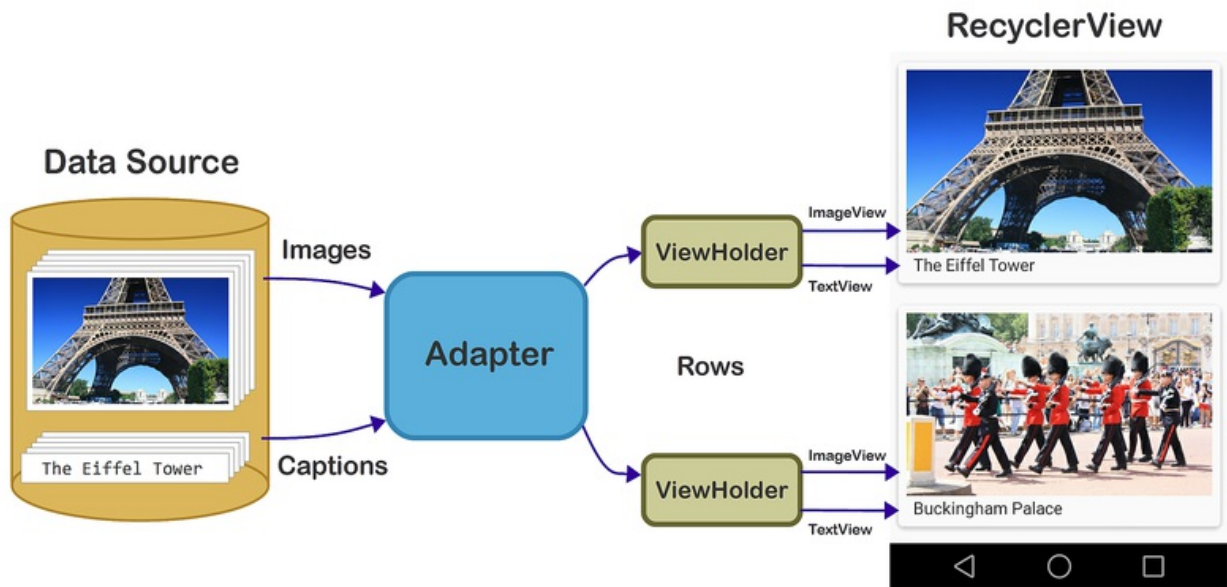 RecyclerView
Data Source
Images
Captions
The Eiffel Tower
Adapter
ViewHolder
ImageView
TextView
The Eiffel Tower
Rows
ViewHolder
ImageView
TextView
Buckingham Palace